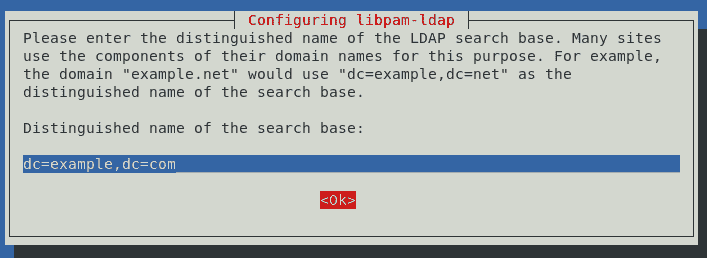 Configuring libpam-ldap
Please enter the distinguished name of the LDAP search base. Many sites
use the components of their domain names for this purpose. For example,
the domain "example.net" would use "dc=example,dc=net" as the
distinguished name of the search base.
Distinguished name of the search base:
dc=example,dc=com
<Ok>